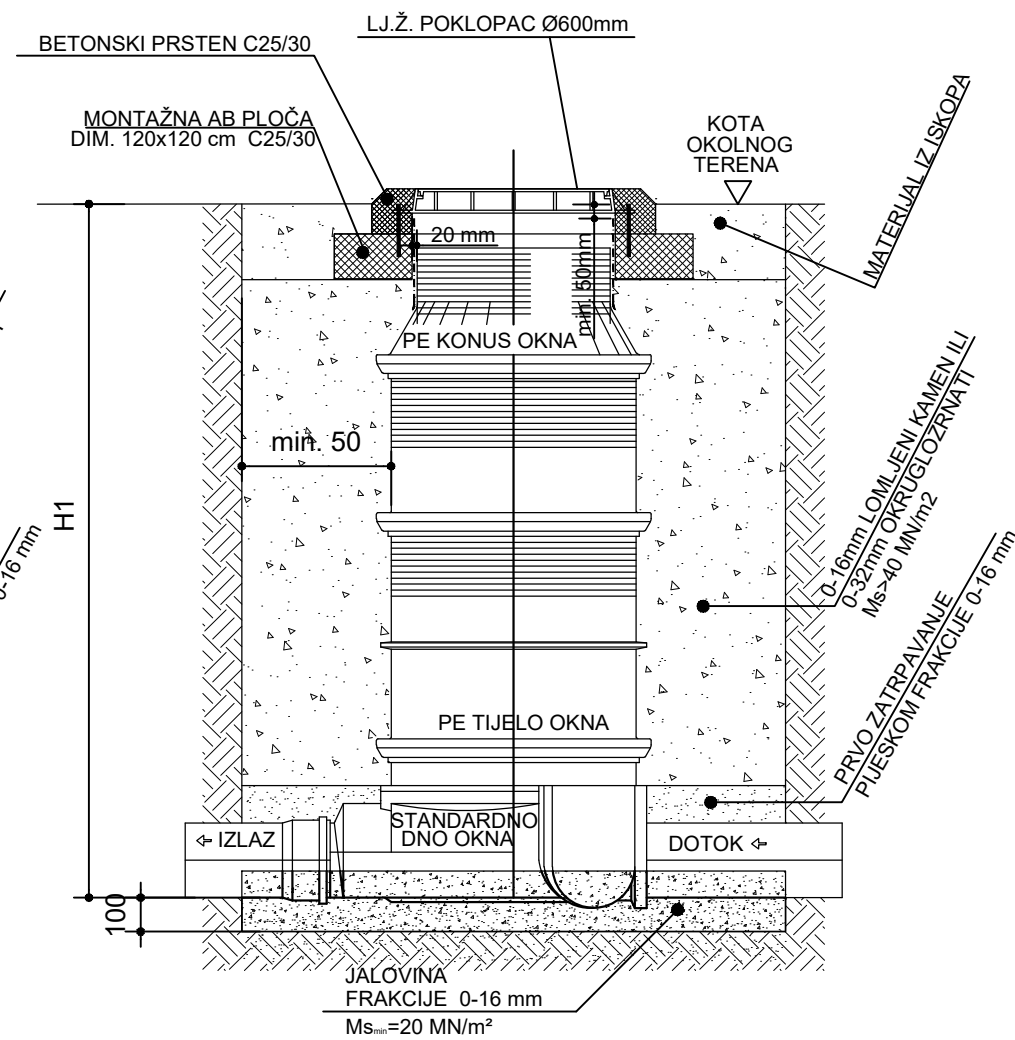 LJ.Ž. POKLOPAC Ø600mm
BETONSKI PRSTEN C25/30
MONTAŽNA AB PLOČA
DIM. 120x120 cm  C25/30
KOTA
OKOLNOG
TERENA
MATERIJAL IZ ISKOPA
20 mm
min. 50mm
PE KONUS OKNA
min. 50
H1
0-16 mm
0-16mm LOMLJENI KAMEN ILI
0-32mm OKRUGLOZRNATI
Ms>40 MN/m2
PE TIJELO OKNA
PRVO ZATRPAVANJE
PIJESKOM FRAKCIJE 0-16 mm
STANDARDNO
DNO OKNA
⇦ IZLAZ
DOTOK ⇦
100
JALOVINA
FRAKCIJE  0-16 mm
Msmin=20 MN/m²